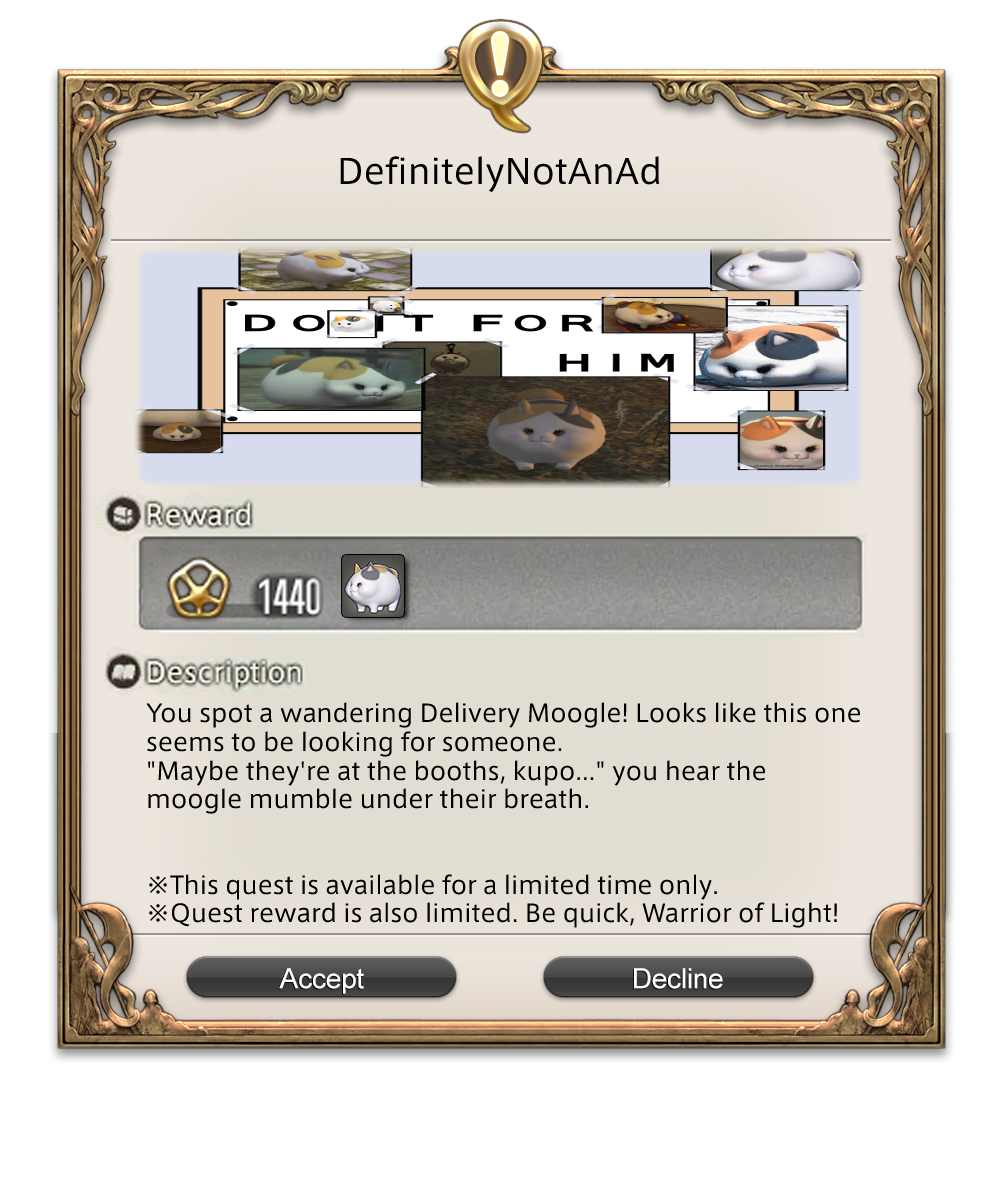 DefinitelyNotAnAd
DO IT FOR
HIM
Reward
1440
Description
You spot a wandering Delivery Moogle! Looks like this one
seems to be looking for someone.
"Maybe they're at the booths, kupo..." you hear the
moogle mumble under their breath.
※This quest is available for a limited time only.
※Quest reward is also limited. Be quick, Warrior of Light!
Accept
Decline